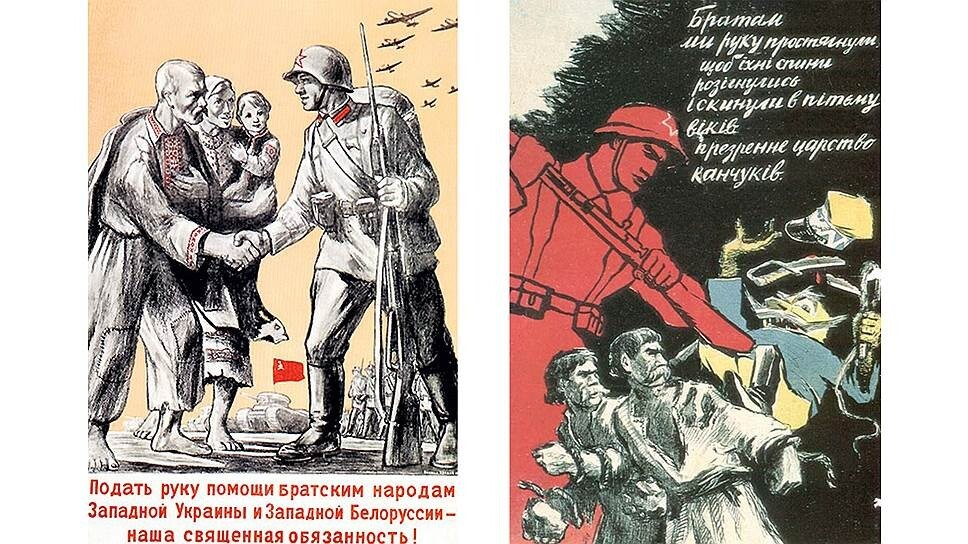 Подать руку помощи братским народам
Западной Украины и Западной Белоруссии —
наша священная обязанность!
Братам
ми руку простягнули,
щоб їхні спини
розігнулись
і скинули в пітьму
віків
презренне царство
канчуків.